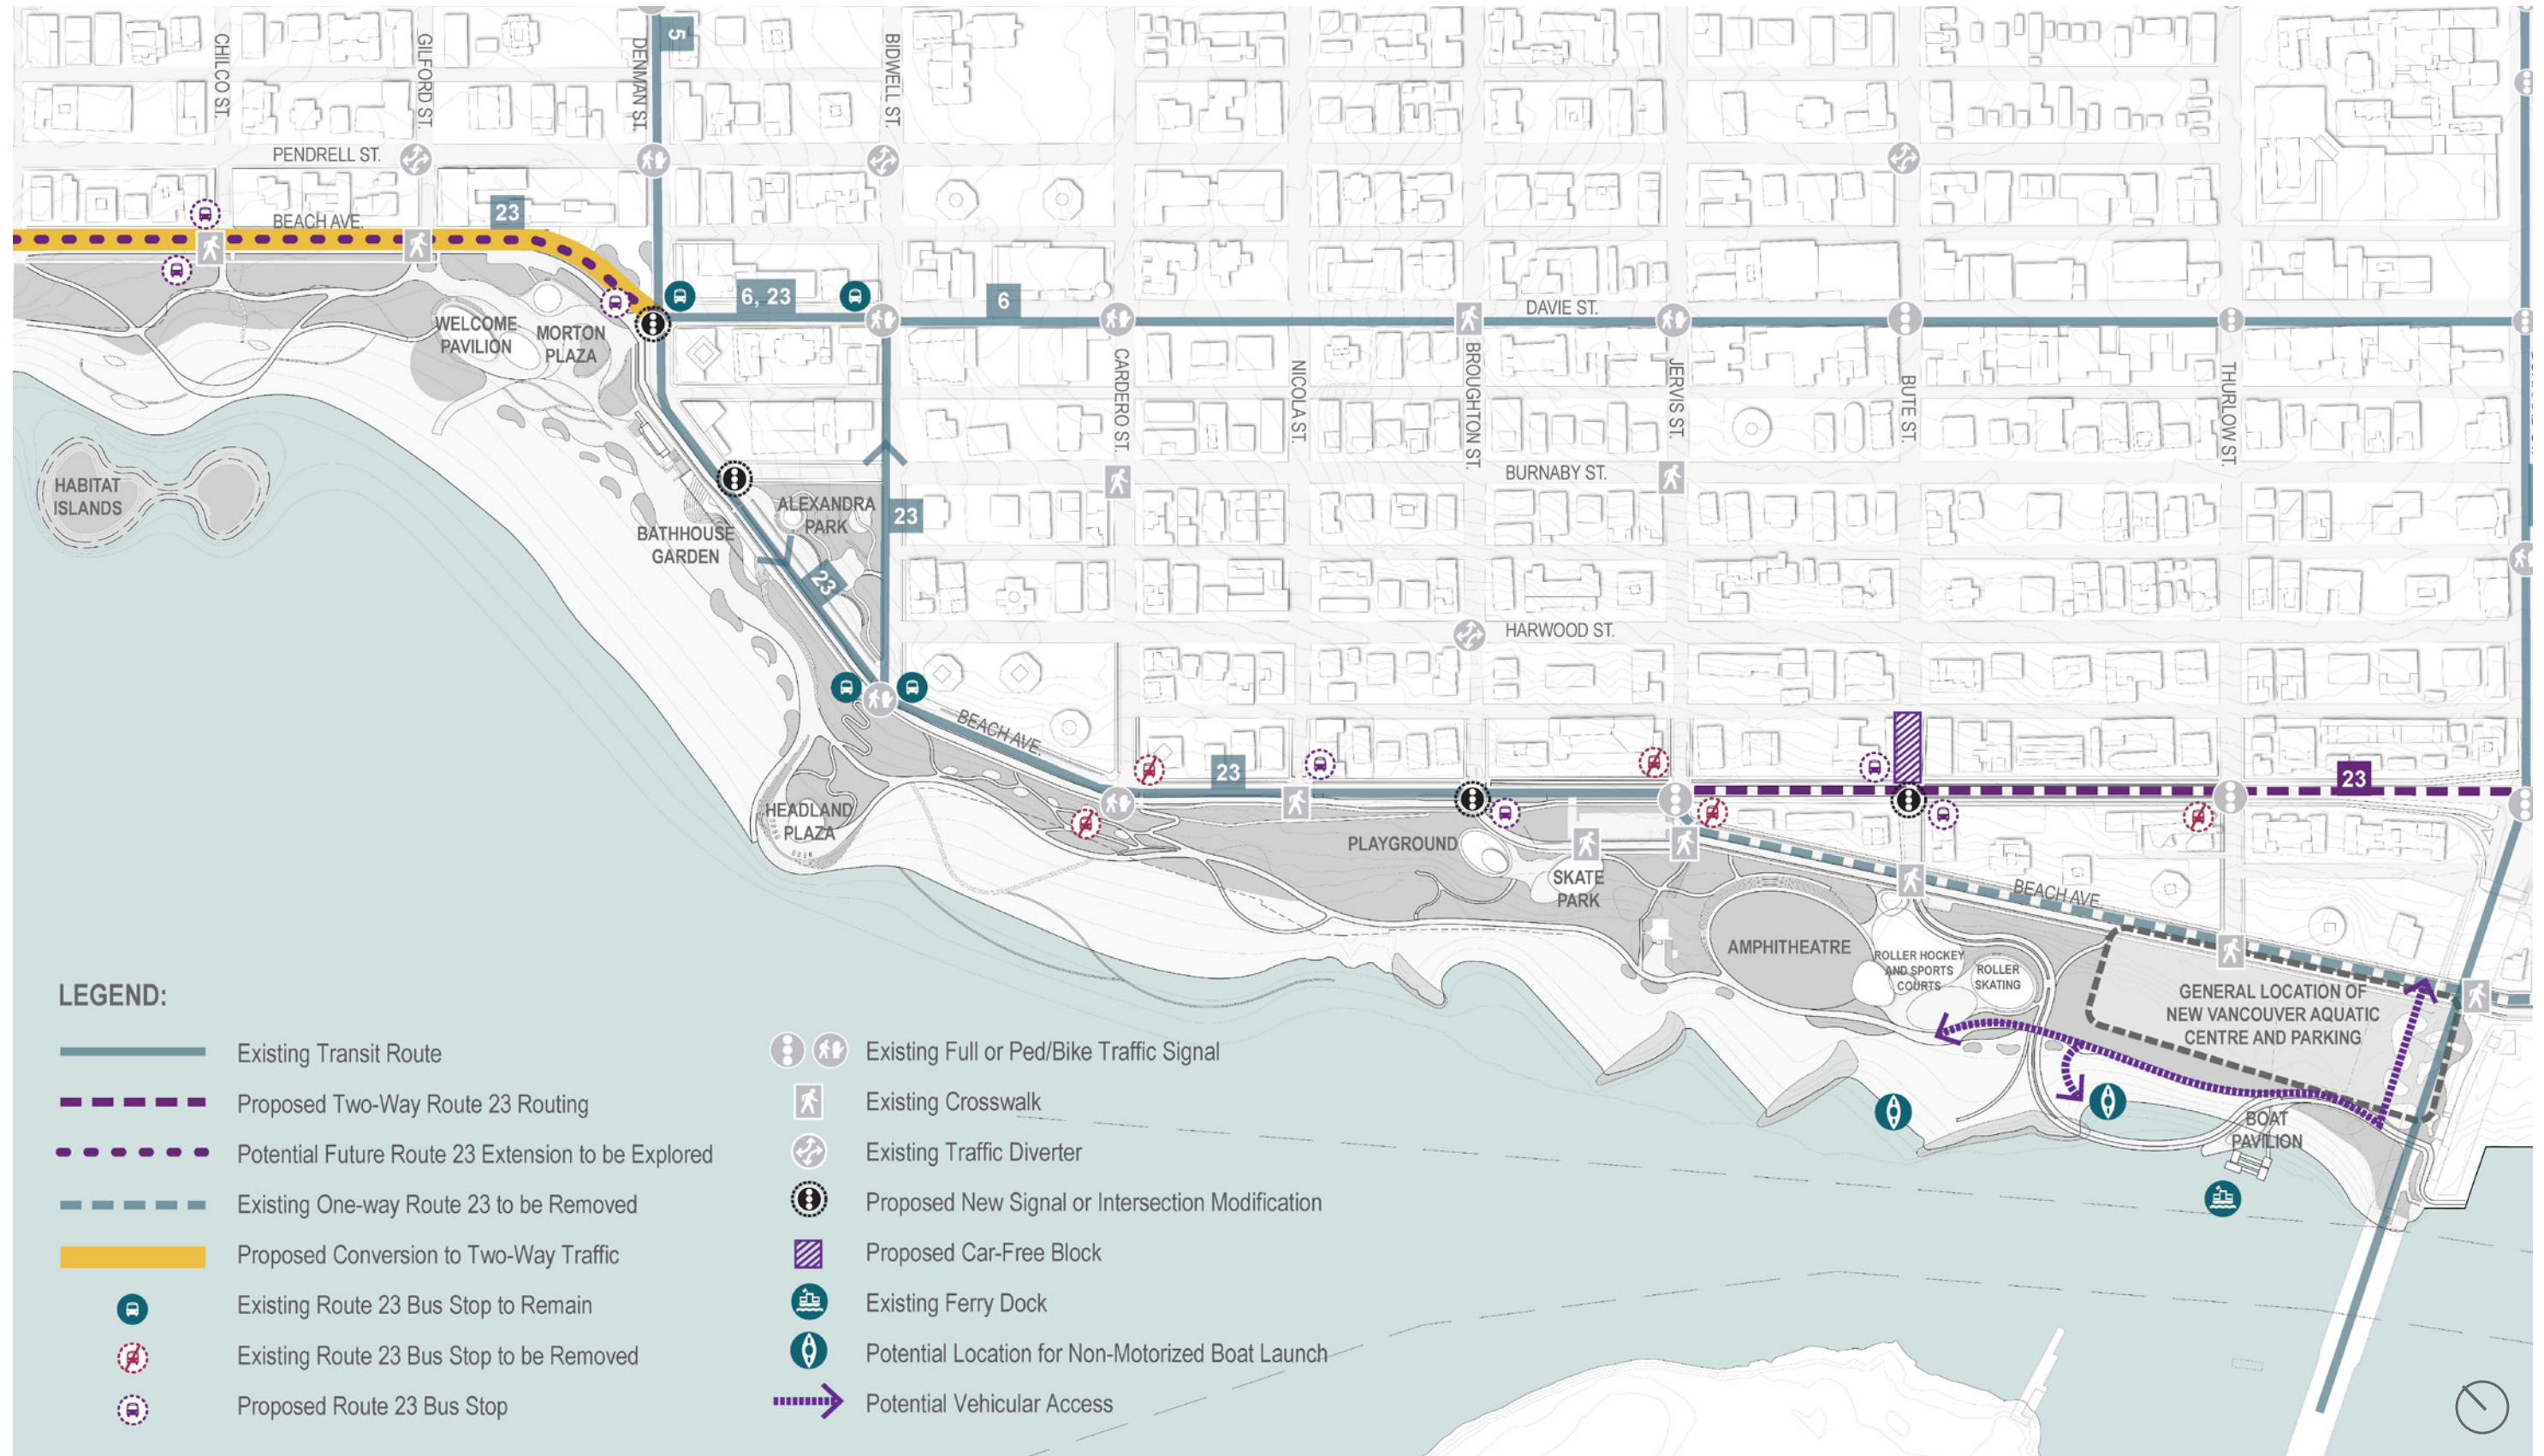 CHILCO ST.
GILFORD ST.
DENMAN ST.
5
BIDWELL ST.
PENDRELL ST.
BEACH AVE.
23
6, 23
6
DAVIE ST.
WELCOME
PAVILION
MORTON
PLAZA
CARDERO ST.
NICOLA ST.
BROUGHTON ST.
JERVIS ST.
BUTE ST.
THURLOW ST.
HABITAT
ISLANDS
BURNABY ST.
ALEXANDRA
PARK
23
BATHHOUSE
GARDEN
23
HARWOOD ST.
BEACH AVE.
23
23
HEADLAND
PLAZA
PLAYGROUND
SKATE
PARK
BEACH AVE.
AMPHITHEATRE
ROLLER HOCKEY
AND SPORTS
COURTS
ROLLER
SKATING
GENERAL LOCATION OF
NEW VANCOUVER AQUATIC
CENTRE AND PARKING
BOAT
PAVILION
LEGEND:
Existing Transit Route
Proposed Two-Way Route 23 Routing
Potential Future Route 23 Extension to be Explored
Existing One-way Route 23 to be Removed
Proposed Conversion to Two-Way Traffic
Existing Route 23 Bus Stop to Remain
Existing Route 23 Bus Stop to be Removed
Proposed Route 23 Bus Stop
Existing Full or Ped/Bike Traffic Signal
Existing Crosswalk
Existing Traffic Diverter
Proposed New Signal or Intersection Modification
Proposed Car-Free Block
Existing Ferry Dock
Potential Location for Non-Motorized Boat Launch
Potential Vehicular Access